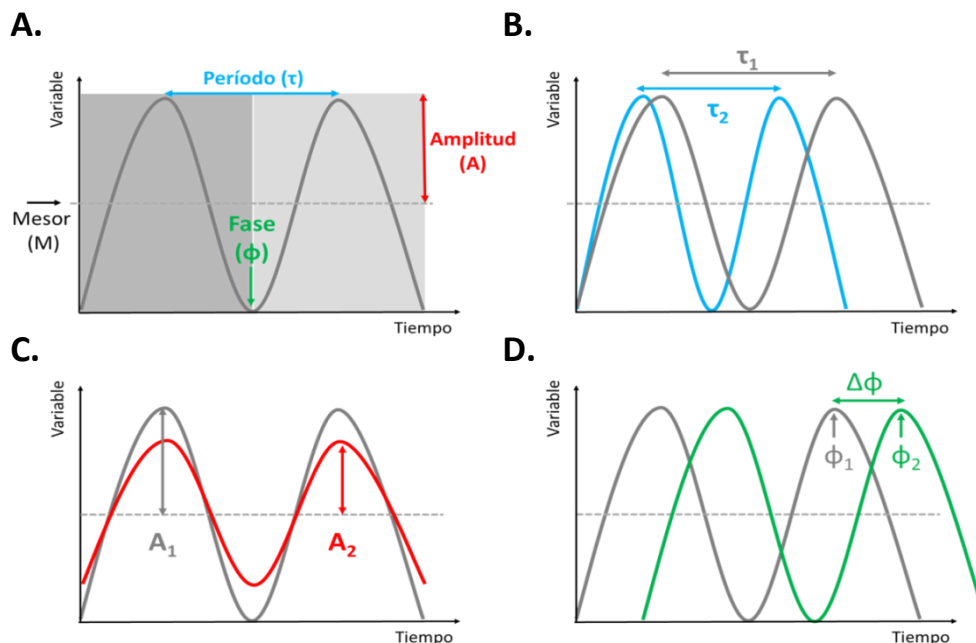 A.
Variable
Período (τ)
Amplitud
(A)
Mesor
(M)
Fase
(ϕ)
Tiempo
B.
Variable
τ₁
τ₂
Tiempo
C.
Variable
A₁
A₂
Tiempo
D.
Variable
Δϕ
ϕ₁
ϕ₂
Tiempo